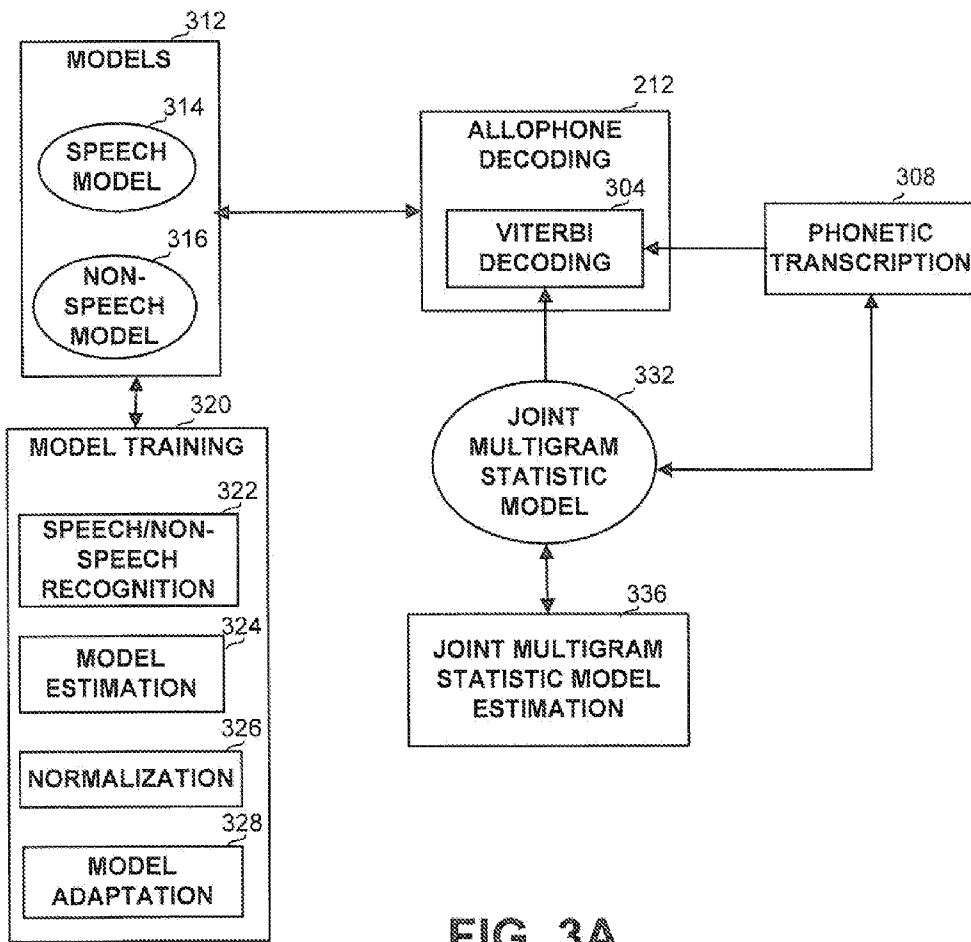 312
MODELS
314
SPEECH
MODEL
316
NON-
SPEECH
MODEL
212
ALLOPHONE
DECODING
304
VITERBI
DECODING
308
PHONETIC
TRANSCRIPTION
332
JOINT
MULTIGRAM
STATISTIC
MODEL
336
JOINT MULTIGRAM
STATISTIC MODEL
ESTIMATION
320
MODEL TRAINING
322
SPEECH/NON-
SPEECH
RECOGNITION
324
MODEL
ESTIMATION
326
NORMALIZATION
328
MODEL
ADAPTATION
FIG. 3A